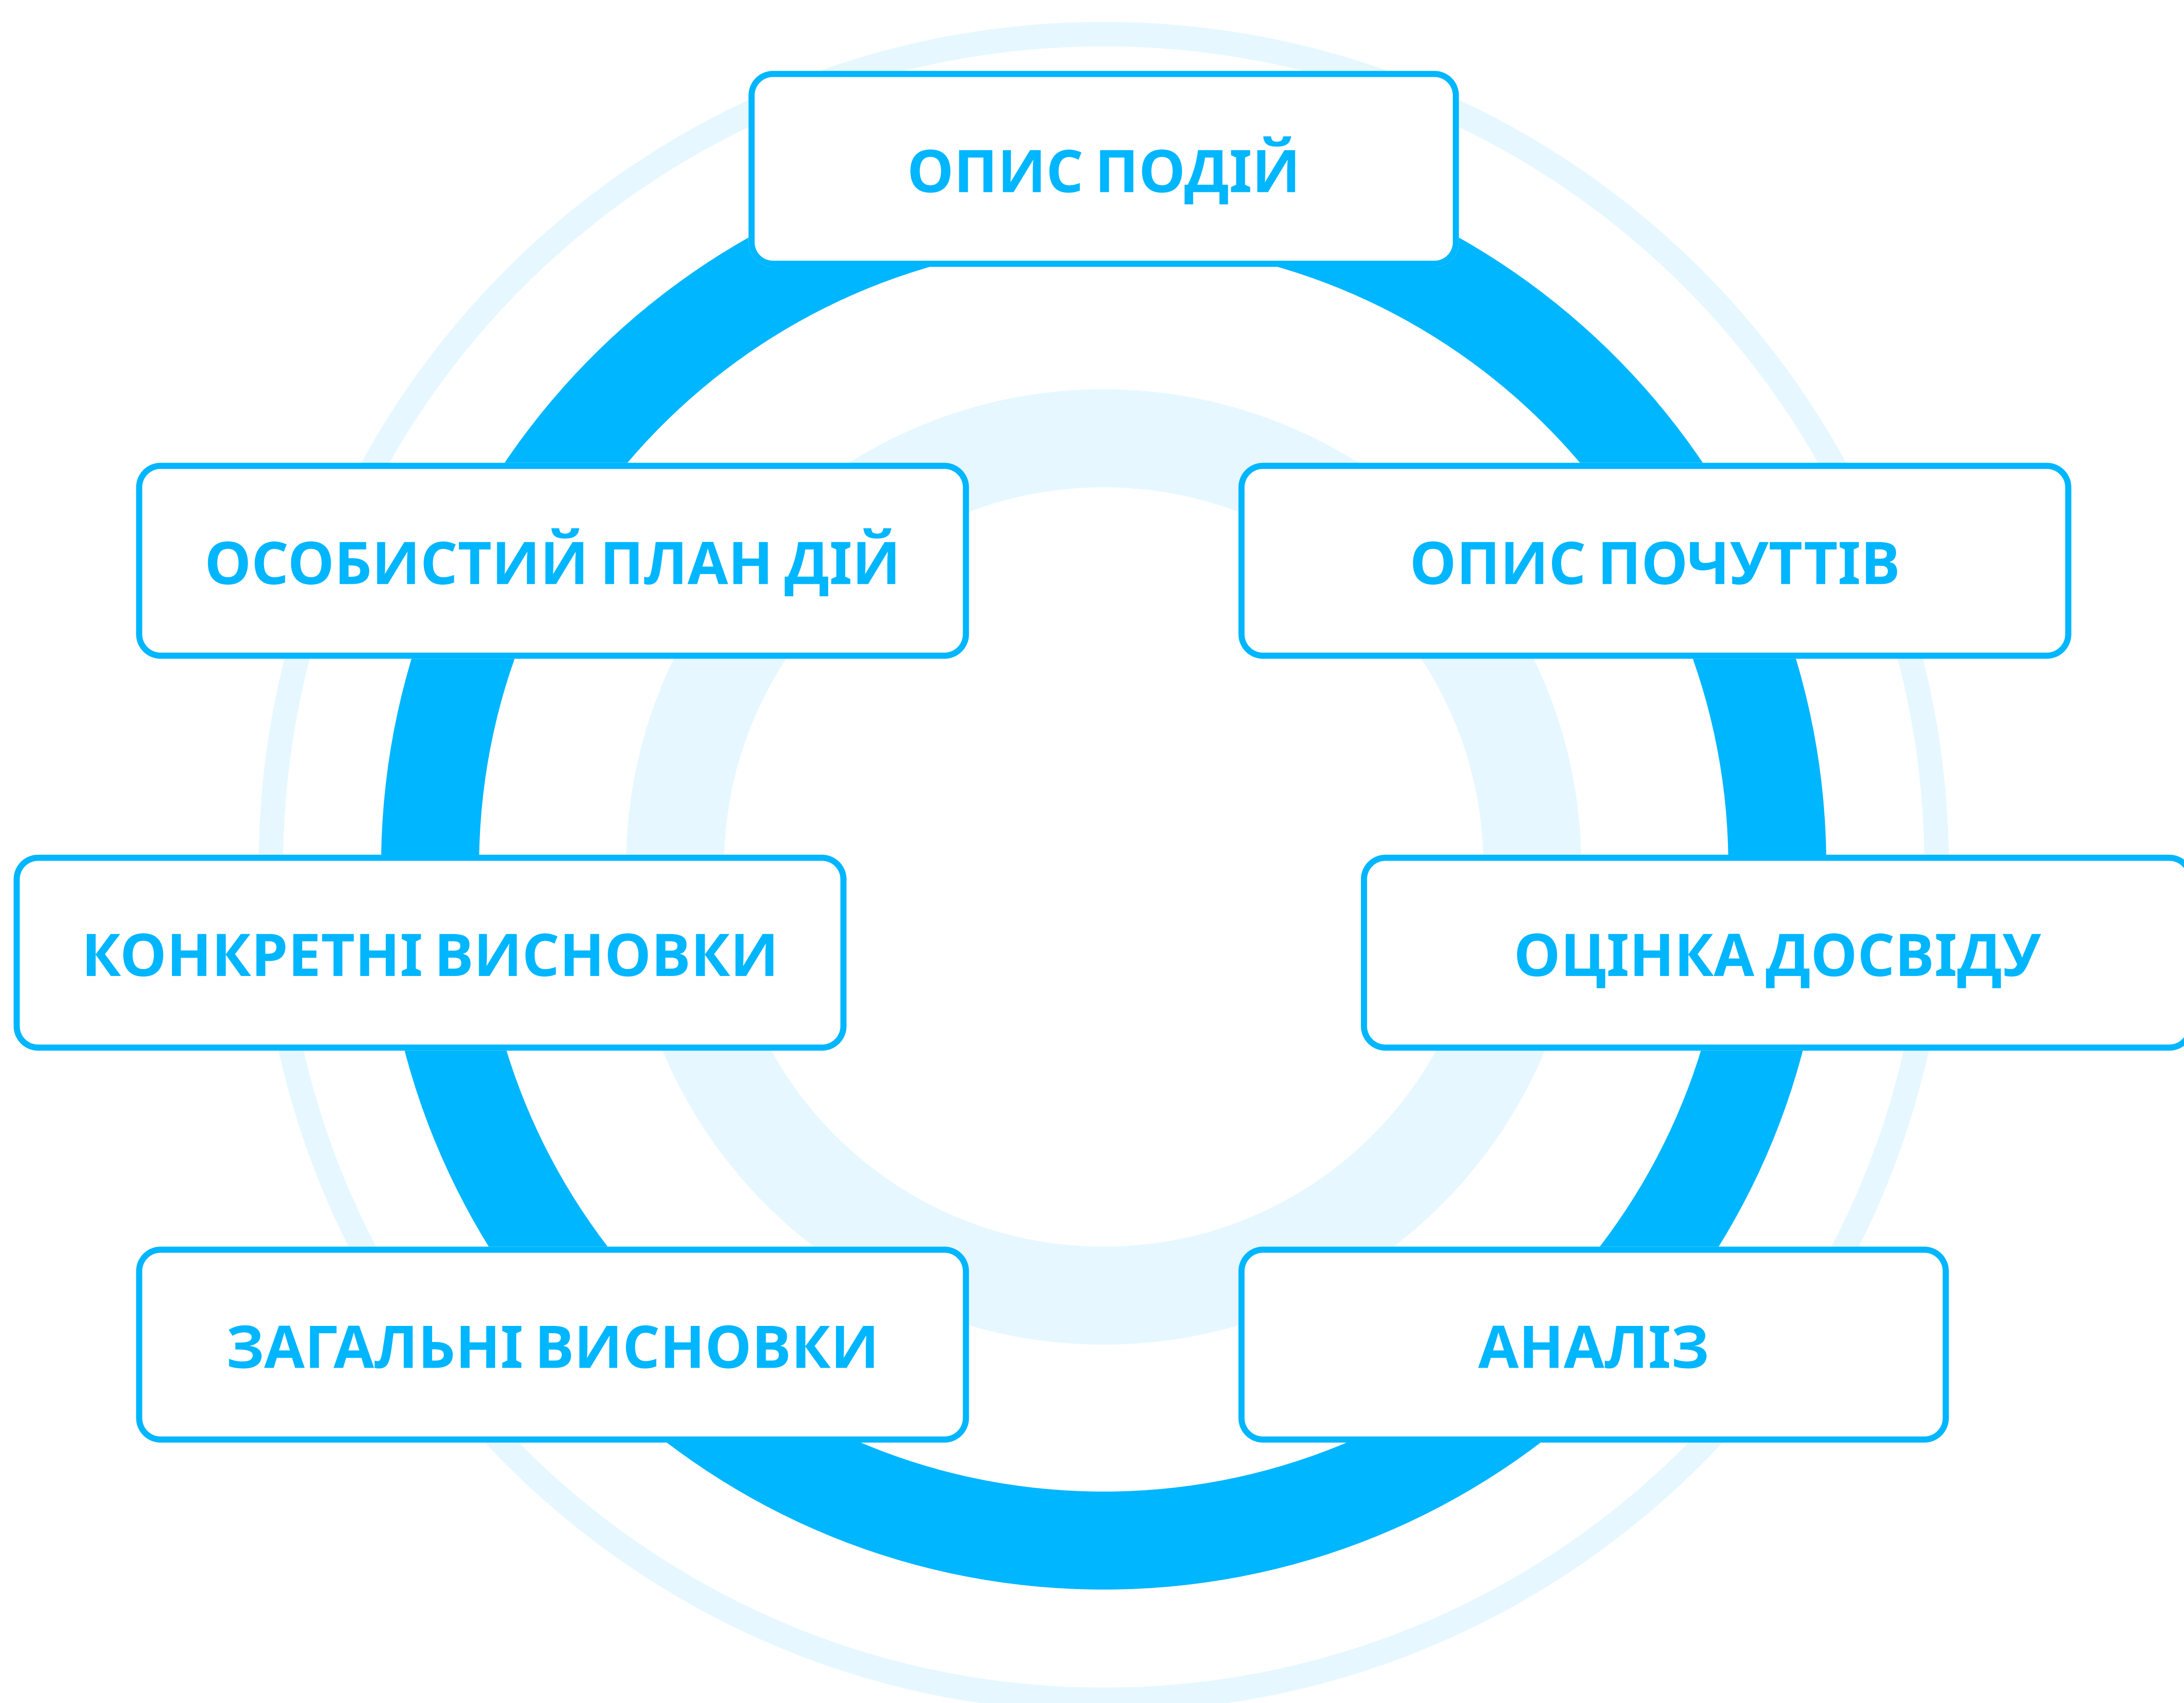 ОПИС ПОДІЙ
ОСОБИСТИЙ ПЛАН ДІЙ
ОПИС ПОЧУТТІВ
КОНКРЕТНІ ВИСНОВКИ
ОЦІНКА ДОСВІДУ
ЗАГАЛЬНІ ВИСНОВКИ
АНАЛІЗ